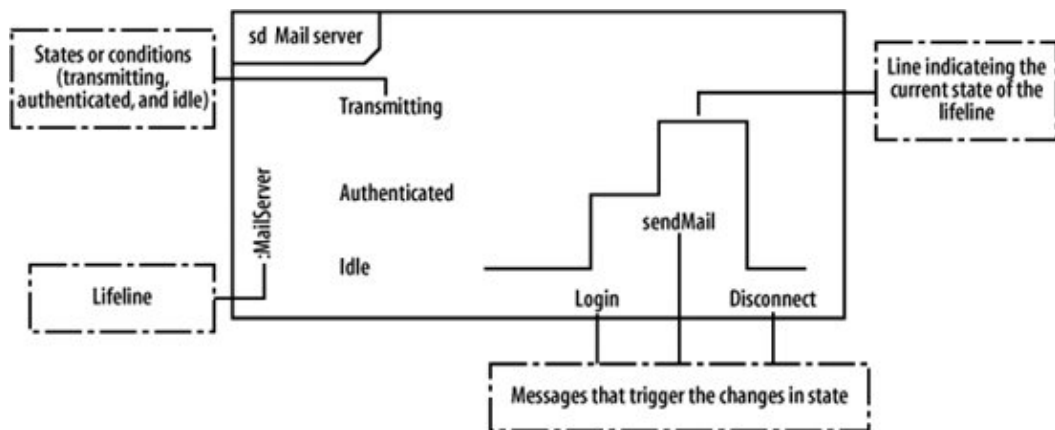 sd Mail server
States or conditions
(transmitting,
authenticated, and idle)
Line indicateing the
current state of the
lifeline
Transmitting
Authenticated
:MailServer
sendMail
Idle
Lifeline
Login
Disconnect
Messages that trigger the changes in state